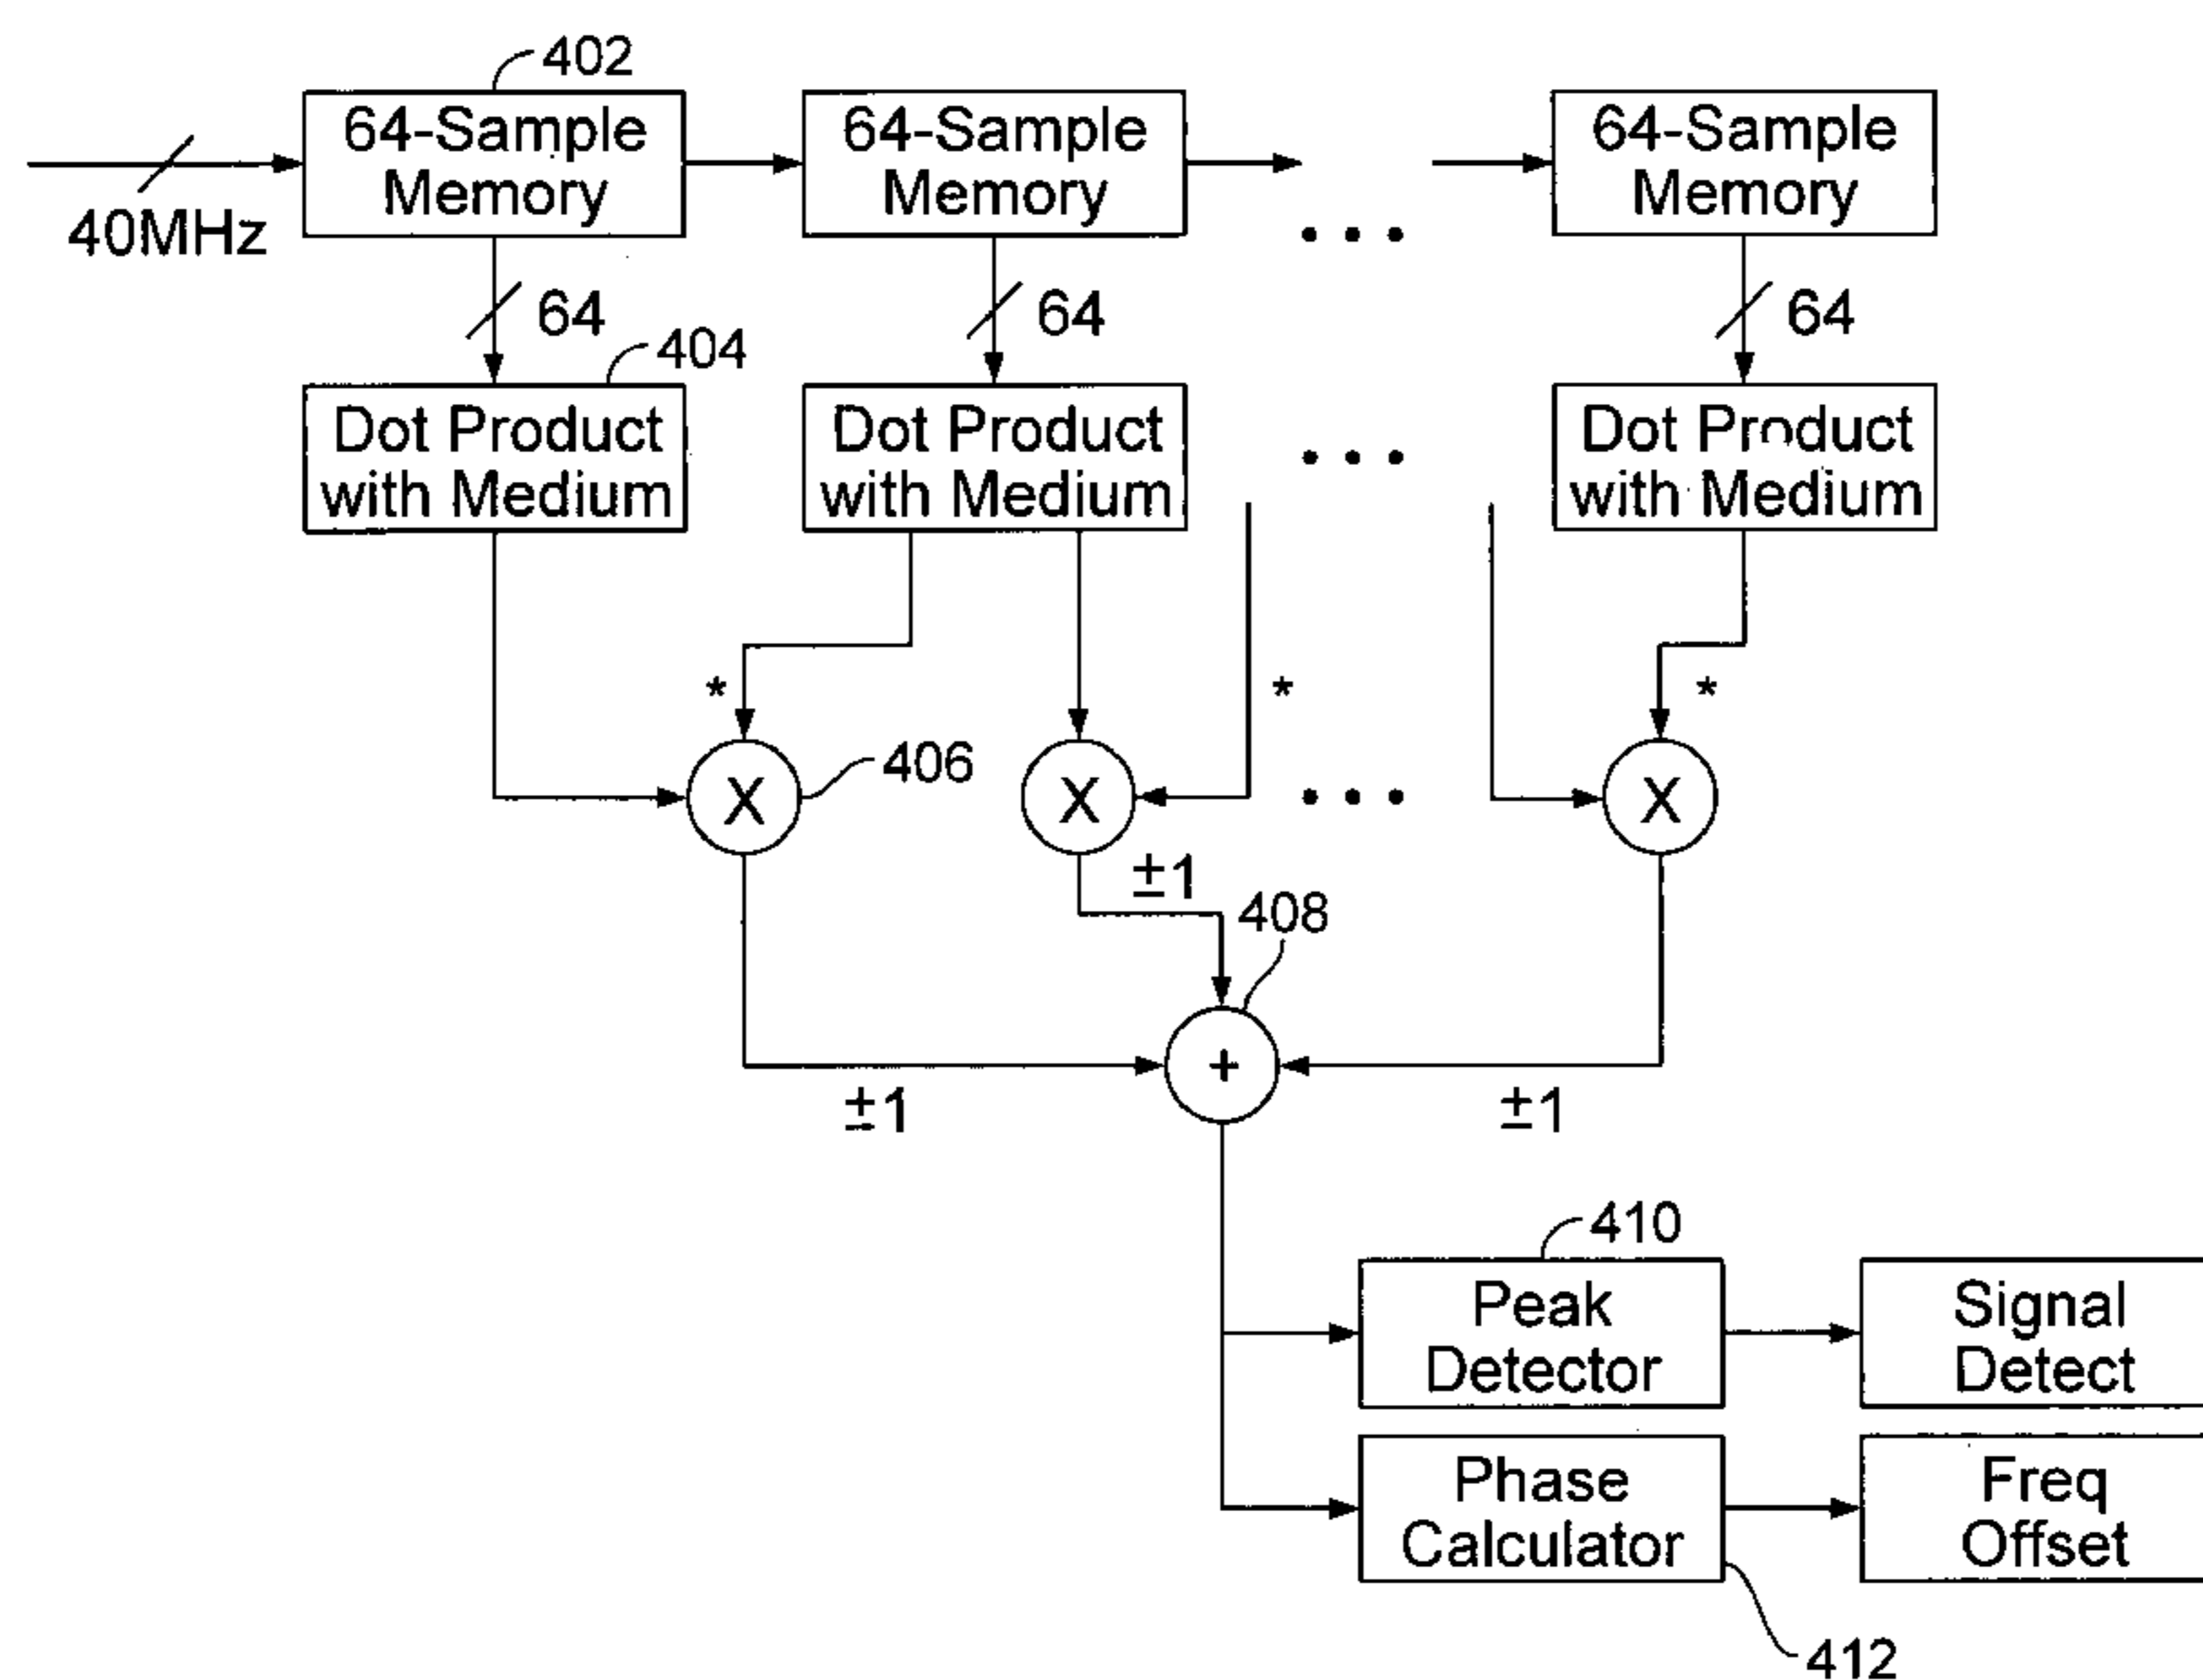 402
64-Sample
Memory
64-Sample
Memory
64-Sample
Memory
40MHz
64
64
64
404
Dot Product
with Medium
Dot Product
with Medium
Dot Product
with Medium
*
*
*
X
406
X
X
±1
408
+
±1
±1
410
Peak
Detector
Signal
Detect
Phase
Calculator
Freq
Offset
412